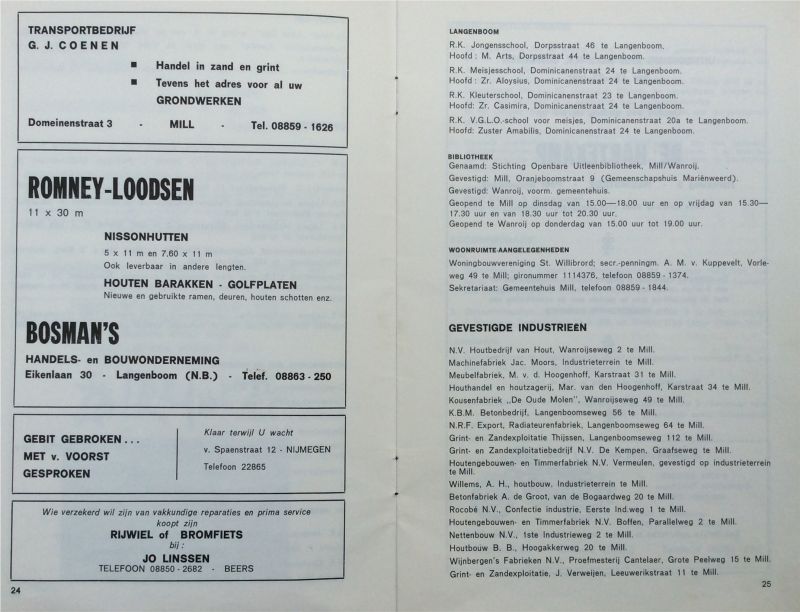 TRANSPORTBEDRIJF
G. J. COENEN
■ Handel in zand en grint
■ Tevens het adres voor al uw
GRONDWERKEN
Domeinenstraat 3 - MILL - Tel. 08859 - 1626
ROMNEY-LOODSEN
11 x 30 m
NISSONHUTTEN
5 x 11 m en 7.60 x 11 m
Ook leverbaar in andere lengten.
HOUTEN BARAKKEN - GOLFPLATEN
Nieuwe en gebruikte ramen, deuren, houten schotten enz.
BOSMAN'S
HANDELS- en BOUWONDERNEMING
Eikenlaan 30 - Langenboom (N.B.) - Telef. 08863 - 250
GEBIT GEBROKEN . . .
MET v. VOORST
GESPROKEN
Klaar terwijl U wacht
v. Spaenstraat 12 - NIJMEGEN
Telefoon 22865
Wie verzekerd wil zijn van vakkundige reparaties en prima service
koopt zijn
RIJWIEL of BROMFIETS
bij :
JO LINSSEN
TELEFOON 08850 - 2682 - BEERS
24
LANGENBOOM
R.K. Jongensschool, Dorpsstraat 46 te Langenboom.
Hoofd : M. Arts, Dorpsstraat 44 te Langenboom.
R.K. Meisjesschool, Dominicanenstraat 24 te Langenboom.
Hoofd : Zr. Aloysius, Dominicanenstraat 24 te Langenboom.
R.K. Kleuterschool, Dominicanenstraat 23 te Langenboom.
Hoofd: Zr. Casimira, Dominicanenstraat 24 te Langenboom.
R.K. V.G.L.O.-school voor meisjes, Dominicanenstraat 20a te Langenboom.
Hoofd: Zuster Amabilis, Dominicanenstraat 24 te Langenboom.
BIBLIOTHEEK
Genaamd: Stichting Openbare Uitleenbibliotheek, Mill/Wanroij.
Gevestigd: Mill, Oranjeboomstraat 9 (Gemeenschapshuis Mariënweerd).
Gevestigd: Wanroij, voorm. gemeentehuis.
Geopend te Mill op dinsdag van 15.00—18.00 uur en op vrijdag van 15.30—
17.30 uur en van 18.30 uur tot 20.30 uur.
Geopend te Wanroij op donderdag van 15.00 uur tot 19.00 uur.
WOONRUIMTE-AANGELEGENHEDEN
Woningbouwvereniging St. Willibrord; secr.-penningm. A. M. v. Kuppevelt, Vorle-
weg 49 te Mill; gironummer 1114376, telefoon 08859 - 1374.
Sekretariaat: Gemeentehuis Mill, telefoon 08859 - 1844.
GEVESTIGDE INDUSTRIEËN
N.V. Houtbedrijf van Hout, Wanroijseweg 2 te Mill.
Machinefabriek Jac. Moors, Industrieterrein te Mill.
Meubelfabriek, M. v. d. Hoogenhoff, Karstraat 31 te Mill.
Houthandel en houtzagerij, Mar. van den Hoogenhoff, Karstraat 34 te Mill.
Kousenfabriek „De Oude Molen", Wanroijseweg 49 te Mill.
K.B.M. Betonbedrijf, Langenboomseweg 56 te Mill.
N.R.F. Export, Radiateurenfabriek, Langenboomseweg 64 te Mill.
Grint- en Zandexploitatie Thijssen, Langenboomseweg 112 te Mill.
Grint- en Zandexploitatiebedrijf N.V. De Kempen, Graafseweg te Mill.
Houtengebouwen- en Timmerfabriek N.V. Vermeulen, gevestigd op industrieterrein
te Mill.
Willems, A. H., houtbouw, Industrieterrein te Mill.
Betonfabriek A. de Groot, van de Bogaardweg 20 te Mill.
Rocobé N.V., Confectie industrie, Eerste Ind.weg 1 te Mill.
Houtengebouwen- en Timmerfabriek N.V. Boffen, Parallelweg 2 te Mill.
Nettenbouw N.V., 1ste Industrieweg 2 te Mill.
Houtbouw B. B., Hoogakkerweg 20 te Mill.
Wijnbergen's Fabrieken N.V., Proefmesterij Cantelaer, Grote Peelweg 15 te Mill.
Grint- en Zandexploitatie, J. Verweijen, Leeuwerikstraat 11 te Mill.
25